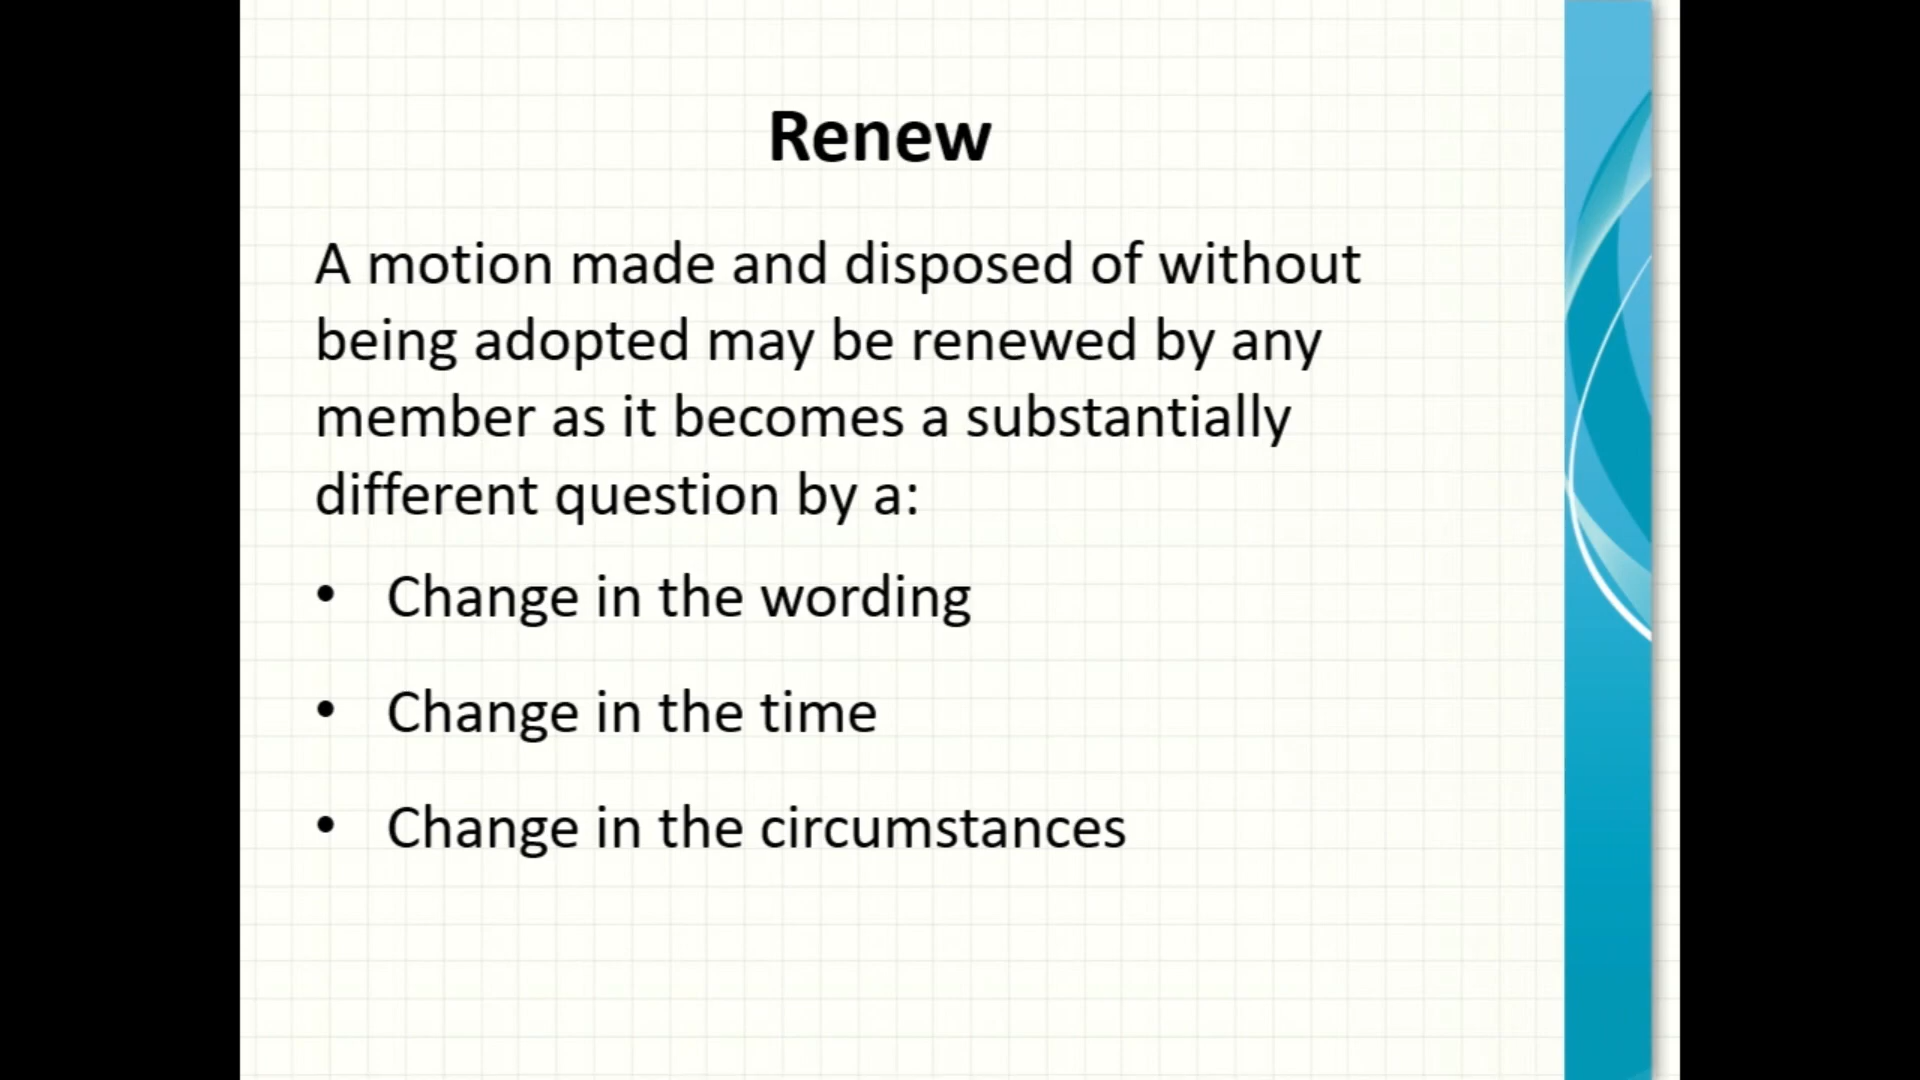 Renew
A motion made and disposed of without
being adopted may be renewed by any
member as it becomes a substantially
different question by a:
• Change in the wording
• Change in the time
• Change in the circumstances